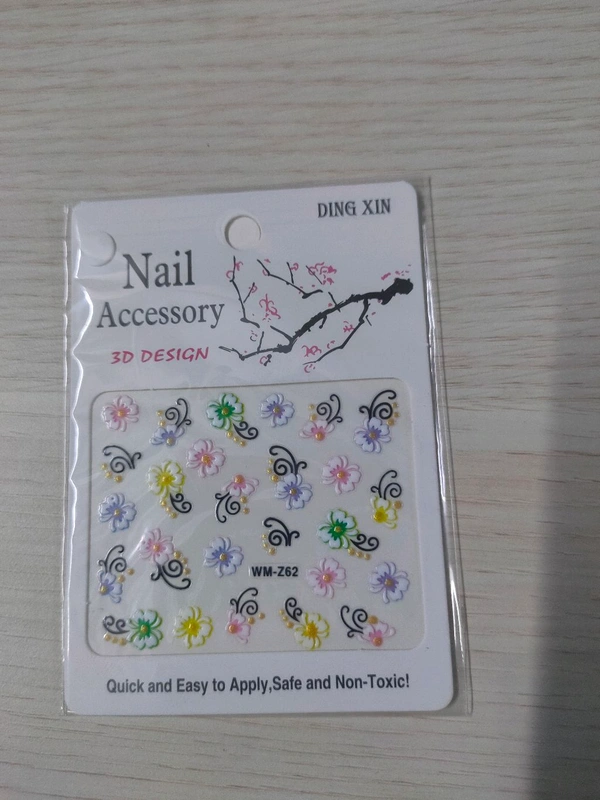 DING XIN
Nail
Accessory
3D DESIGN
WM-Z62
Quick and Easy to Apply,Safe and Non-Toxic!